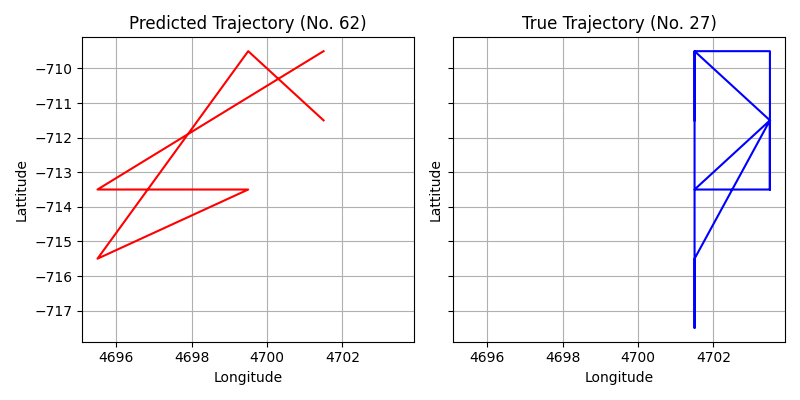 Predicted Trajectory (No. 62)
True Trajectory (No. 27)
Lattitude
−710
−711
−712
−713
−714
−715
−716
−717
4696
4698
4700
4702
Longitude
Lattitude
4696
4698
4700
4702
Longitude